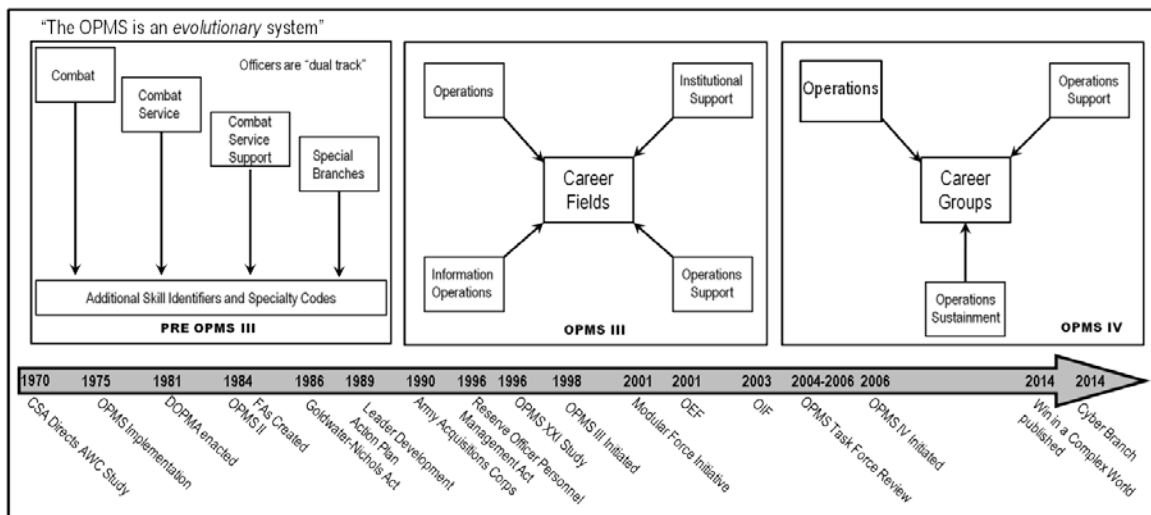 “The OPMS is an evolutionary system”
Officers are “dual track”
Combat
Combat
Service
Combat
Service
Support
Special
Branches
Additional Skill Identifiers and Specialty Codes
PRE OPMS III
Operations
Institutional
Support
Career
Fields
Information
Operations
Operations
Support
OPMS III
Operations
Operations
Support
Career
Groups
Operations
Sustainment
OPMS IV
1970
1975
1981
1984
1986
1989
1990
1996
1996
1998
2001
2001
2003
2004-2006
2006
2014
2014
CSA Directs AWC Study
OPMS Implementation
DOPMA enacted
OPMS II
FAs Created
Goldwater-Nichols Act
Leader Development
Action Plan
Army Acquisitions Corps
Reserve Officer Personnel
Management Act
OPMS XXI Study
OPMS III Initiated
Modular Force Initiative
OEF
OIF
OPMS Task Force Review
OPMS IV Initiated
Win in a Complex World
published
Cyber Branch